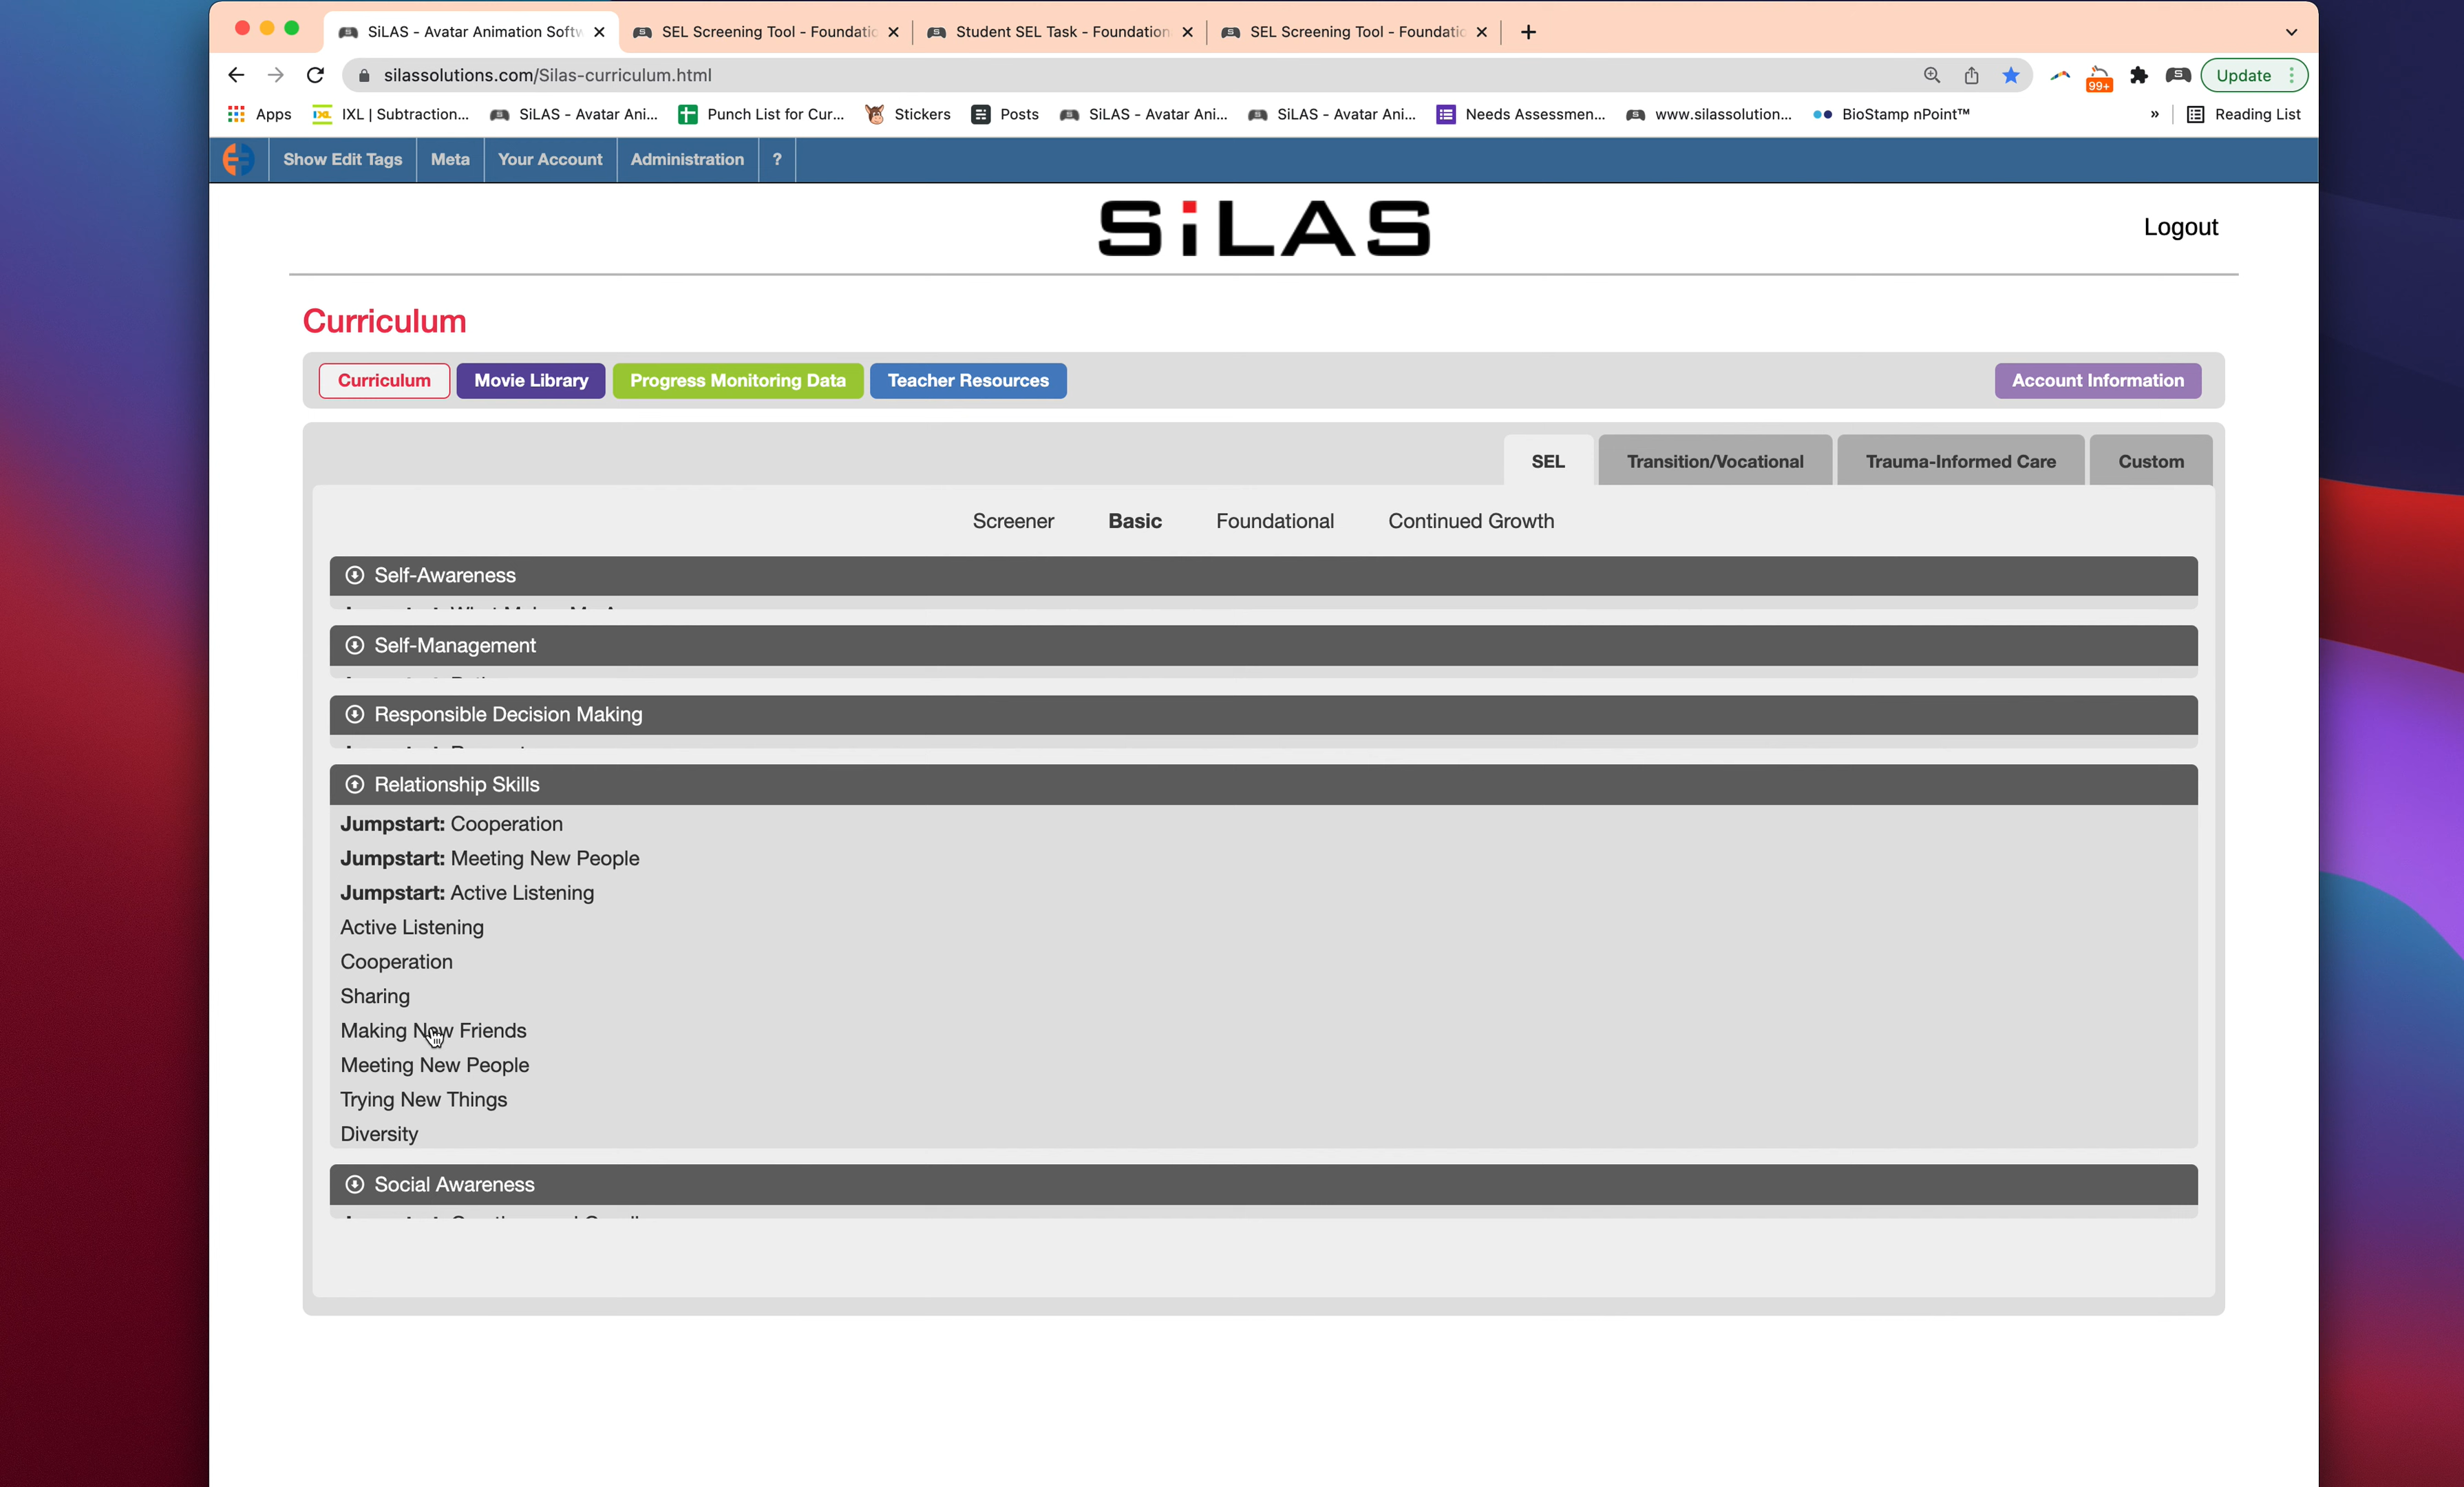 SiLAS - Avatar Animation Softw
SEL Screening Tool - Foundatic
Student SEL Task - Foundation
SEL Screening Tool - Foundatic
silassolutions.com/Silas-curriculum.html
99+
Update
Apps
IXL | Subtraction...
SiLAS - Avatar Ani...
Punch List for Cur...
Stickers
Posts
SiLAS - Avatar Ani...
SiLAS - Avatar Ani...
Needs Assessmen...
www.silassolution...
BioStamp nPoint™
»
Reading List
Show Edit Tags
Meta
Your Account
Administration
?
SiLAS
Logout
Curriculum
Curriculum
Movie Library
Progress Monitoring Data
Teacher Resources
Account Information
SEL
Transition/Vocational
Trauma-Informed Care
Custom
Screener
Basic
Foundational
Continued Growth
Self-Awareness
Self-Management
Responsible Decision Making
Relationship Skills
Jumpstart: Cooperation
Jumpstart: Meeting New People
Jumpstart: Active Listening
Active Listening
Cooperation
Sharing
Making New Friends
Meeting New People
Trying New Things
Diversity
Social Awareness